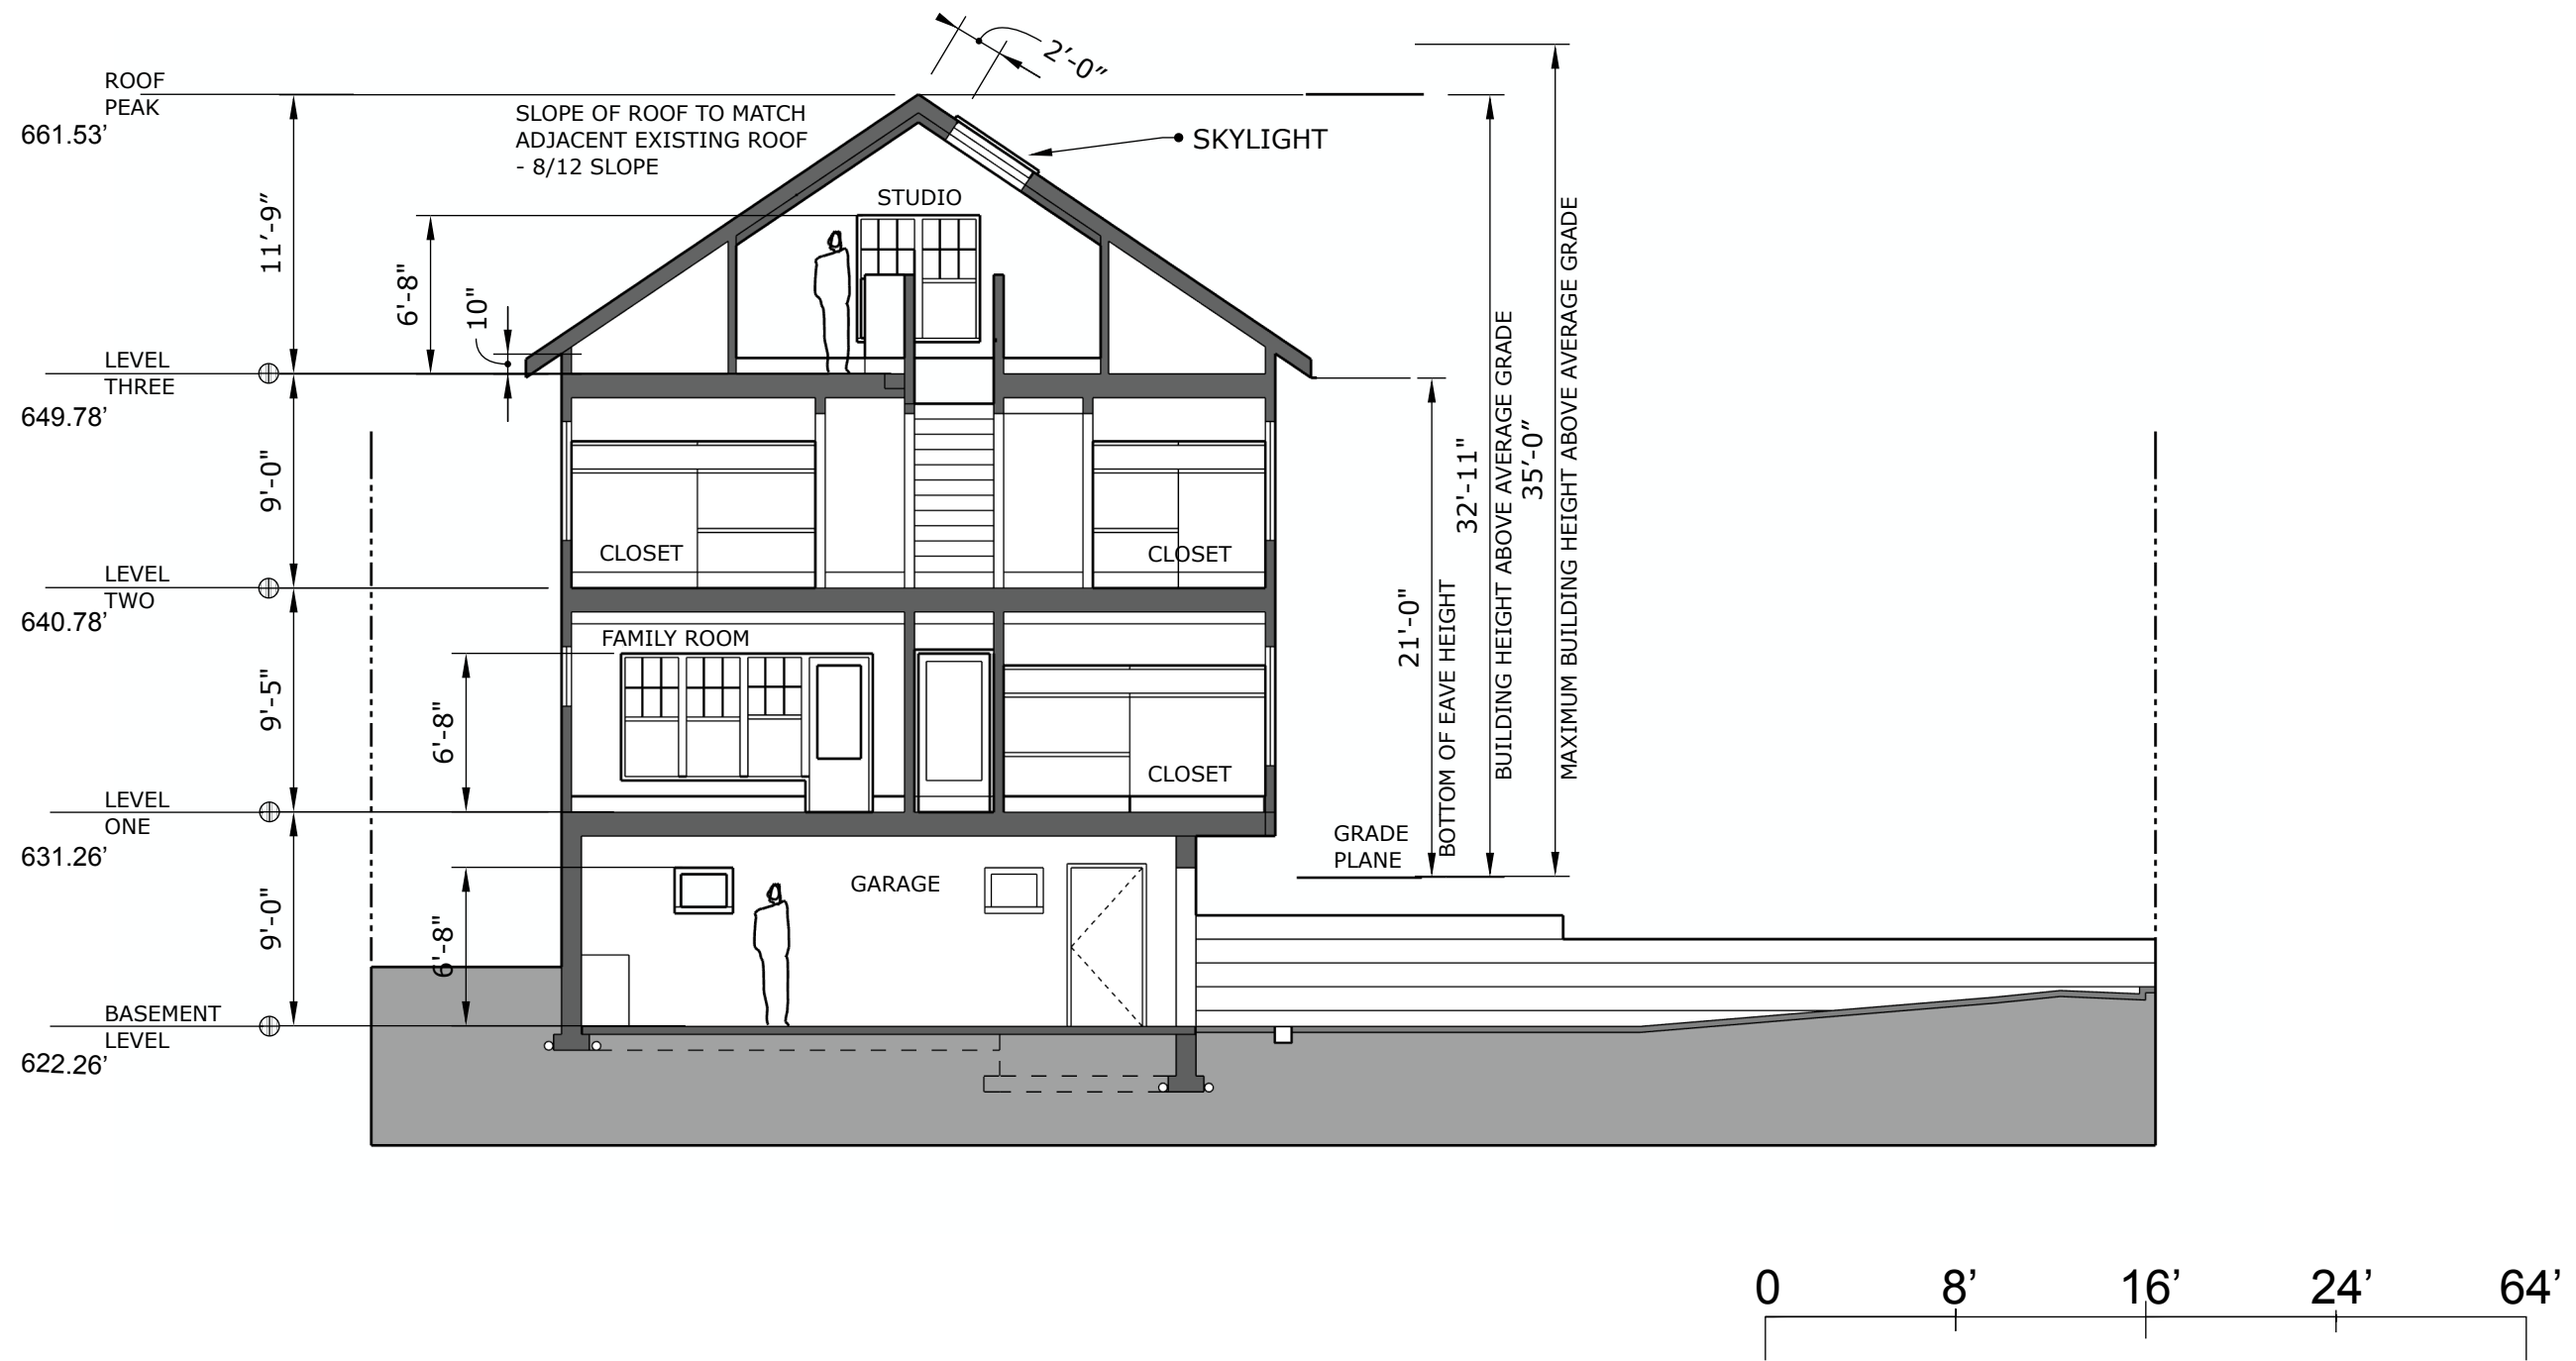 2’-0”
ROOF
PEAK
661.53’
SLOPE OF ROOF TO MATCH
ADJACENT EXISTING ROOF
- 8/12 SLOPE
SKYLIGHT
STUDIO
11’-9”
6'-8"
10"
LEVEL
THREE
649.78’
9'-0"
CLOSET
CLOSET
LEVEL
TWO
640.78’
FAMILY ROOM
9'-5"
6'-8"
CLOSET
LEVEL
ONE
631.26’
GARAGE
9'-0"
6'-8"
BASEMENT
LEVEL
622.26’
GRADE
PLANE
21'-0"
BOTTOM OF EAVE HEIGHT
32'-11"
BUILDING HEIGHT ABOVE AVERAGE GRADE
35’-0”
MAXIMUM BUILDING HEIGHT ABOVE AVERAGE GRADE
0 8’ 16’ 24’ 64’